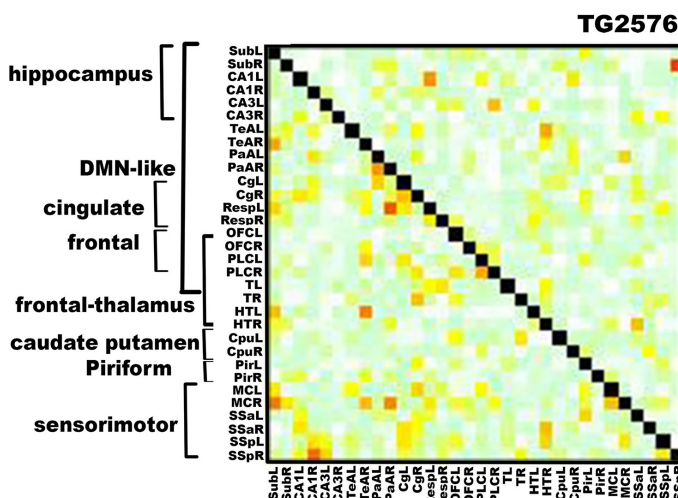 TG2576
SubL
SubR
CA1L
CA1R
CA3L
CA3R
TeAL
TeAR
PaAL
PaAR
CgL
CgR
RespL
RespR
OFCL
OFCR
PLCL
PLCR
TL
TR
HTL
HTR
CpuL
CpuR
PirL
PirR
MCL
MCR
SSaL
SSaR
SSpL
SSpR
hippocampus
DMN-like
cingulate
frontal
frontal-thalamus
caudate putamen
Piriform
sensorimotor
SubL
SubR
CA1L
CA1R
CA3L
CA3R
TeAL
TeAR
PaAL
PaAR
CgL
CgR
espL
espR
OFCL
OFCR
PLCL
PLCR
TL
TR
HTL
HTR
CpuL
puR
PirL
PirR
MCL
MCR
SSaL
SSaR
SSpL